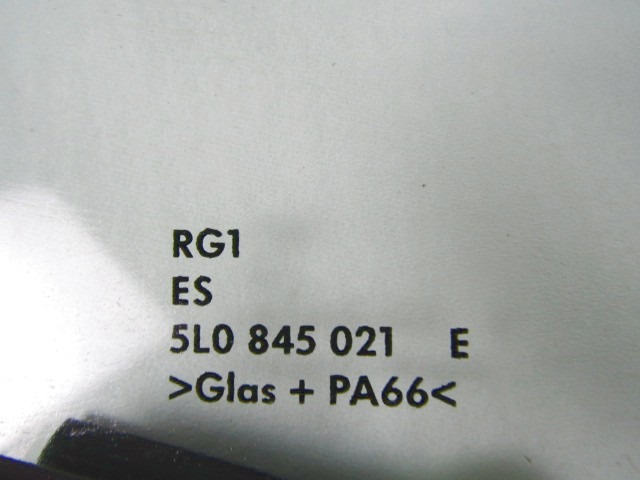 RG1
ES
5L0 845 021 E
>Glas + PA66<